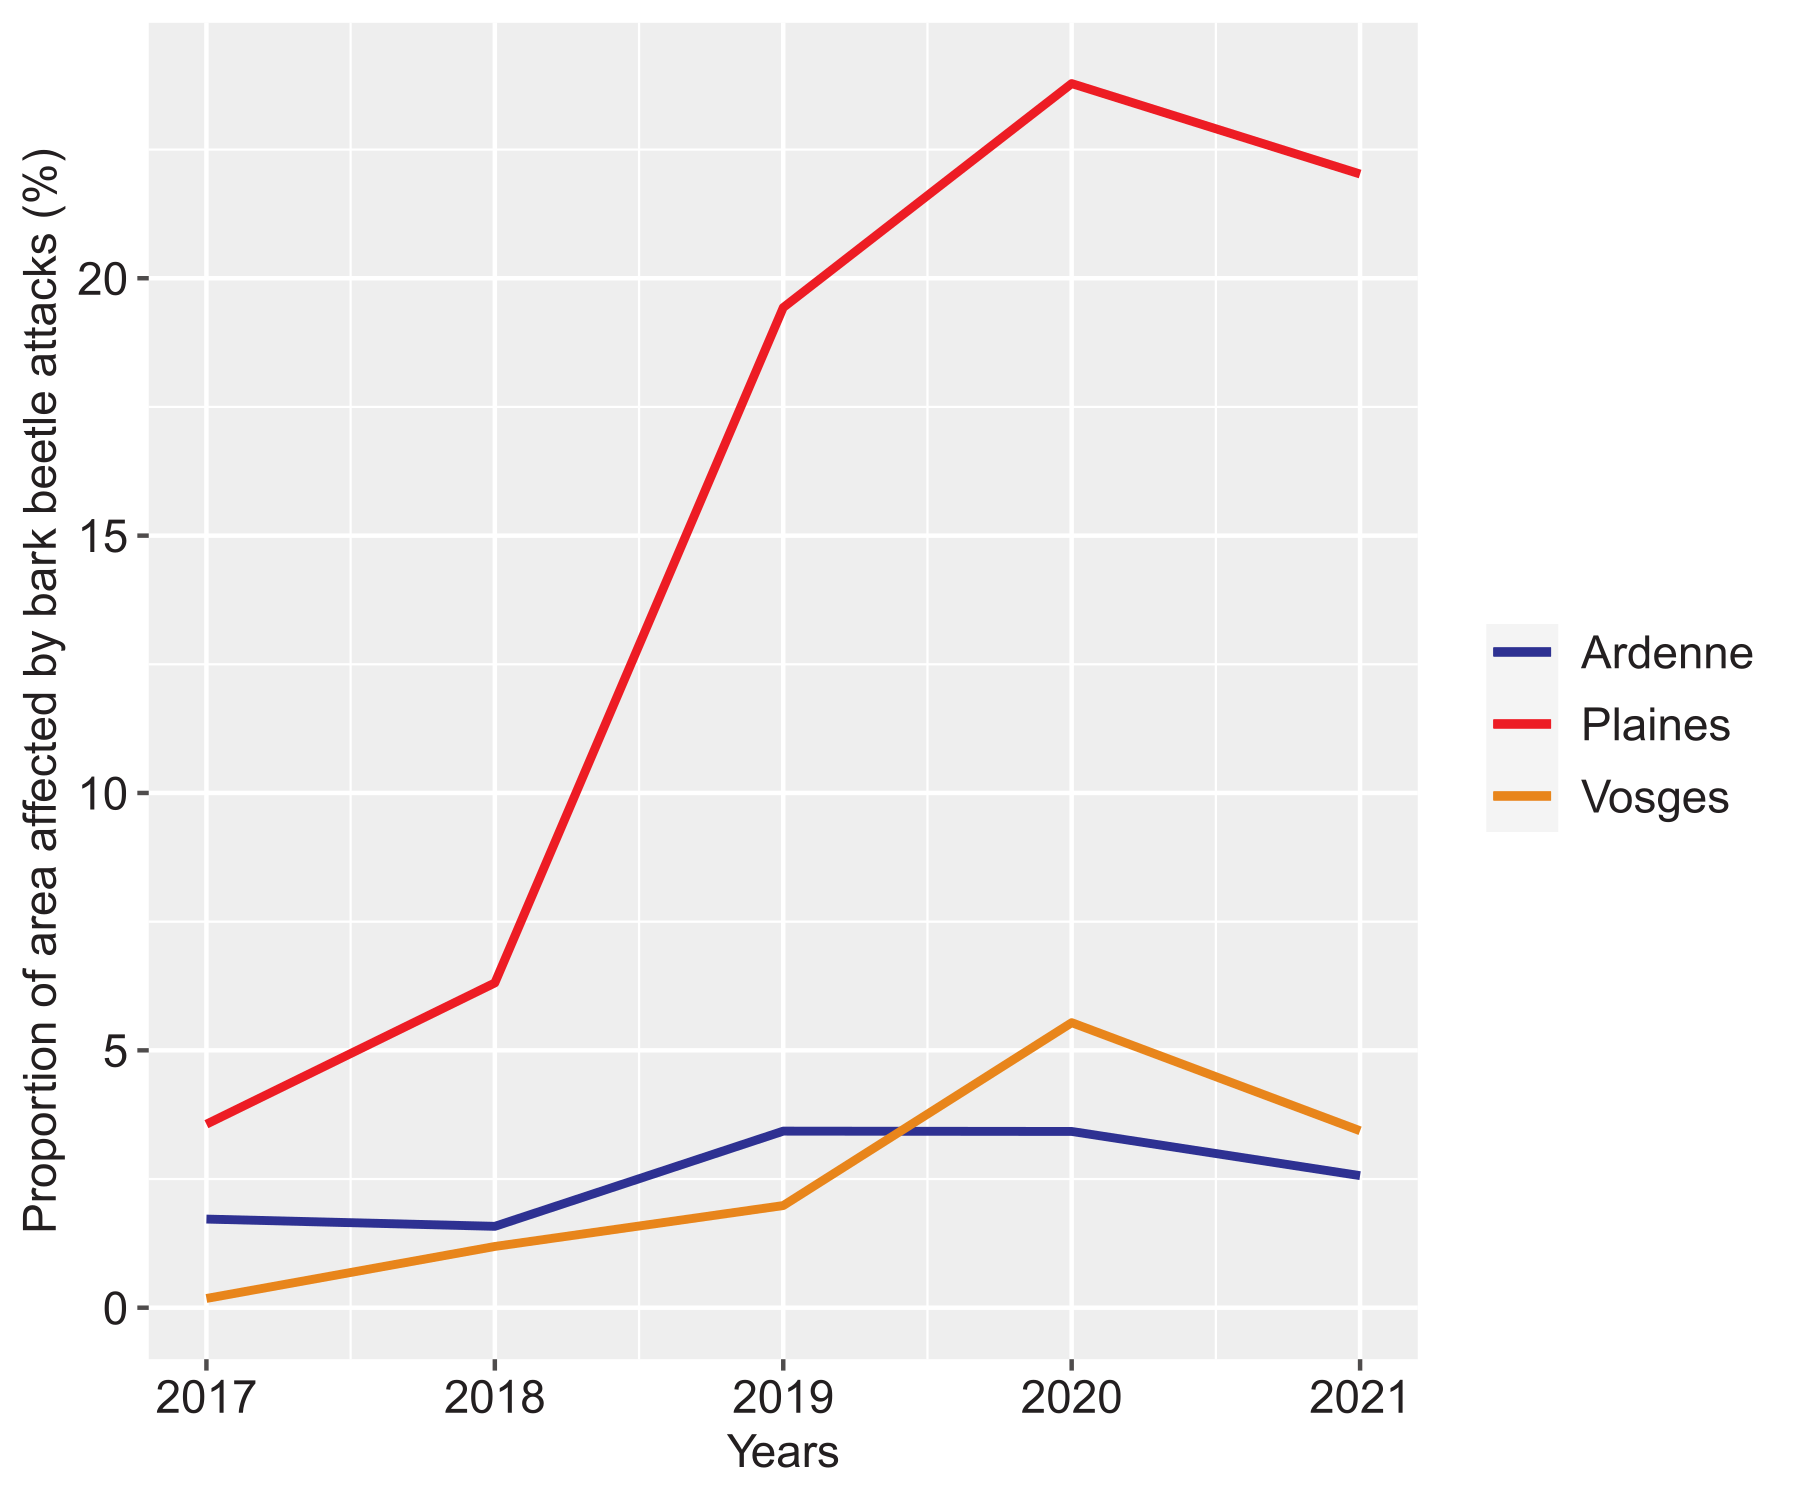 Proportion of area affected by bark beetle attacks (%)
20
15
10
5
0
2017 2018 2019 2020 2021
Years
Ardenne
Plaines
Vosges